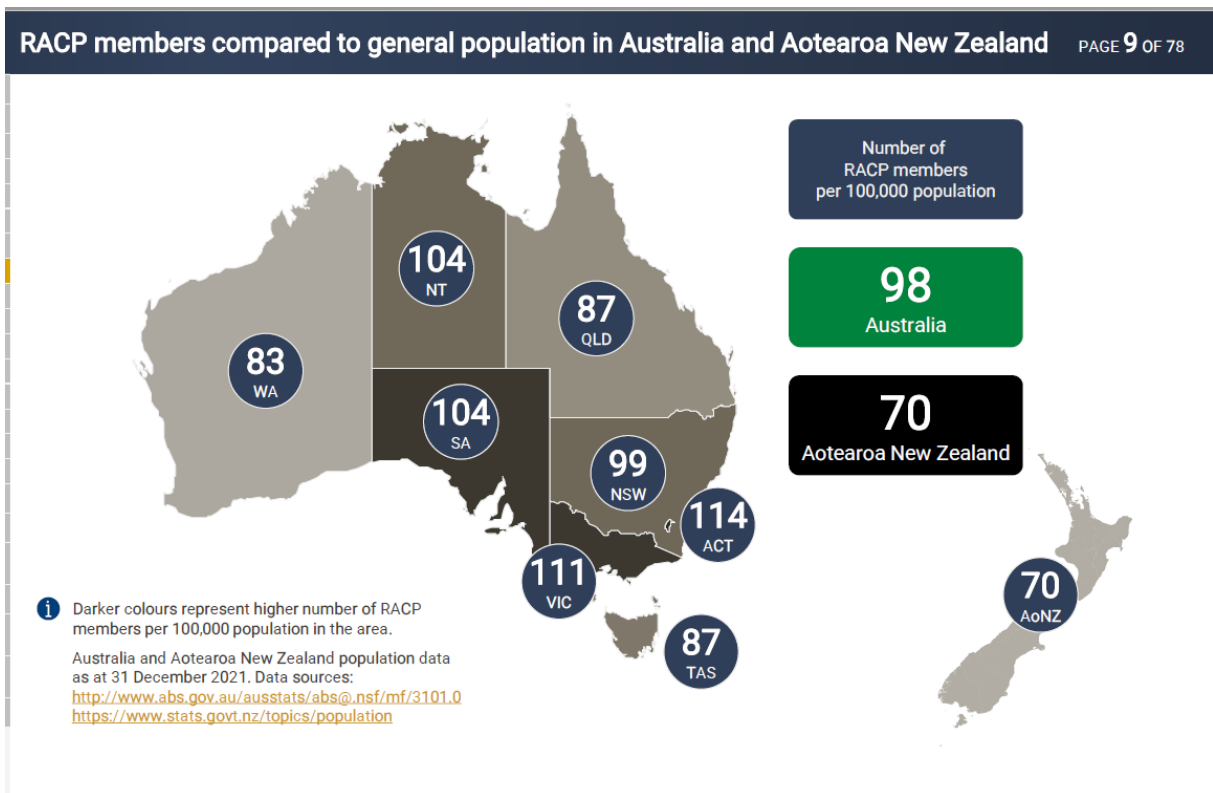 RACP members compared to general population in Australia and Aotearoa New Zealand PAGE 9 OF 78
Number of
RACP members
per 100,000 population
98
Australia
70
Aotearoa New Zealand
104
NT
87
QLD
83
WA
104
SA
99
NSW
114
ACT
111
VIC
87
TAS
70
AoNZ
i Darker colours represent higher number of RACP
members per 100,000 population in the area.
Australia and Aotearoa New Zealand population data
as at 31 December 2021. Data sources:
http://www.abs.gov.au/ausstats/abs@.nsf/mf/3101.0
https://www.stats.govt.nz/topics/population